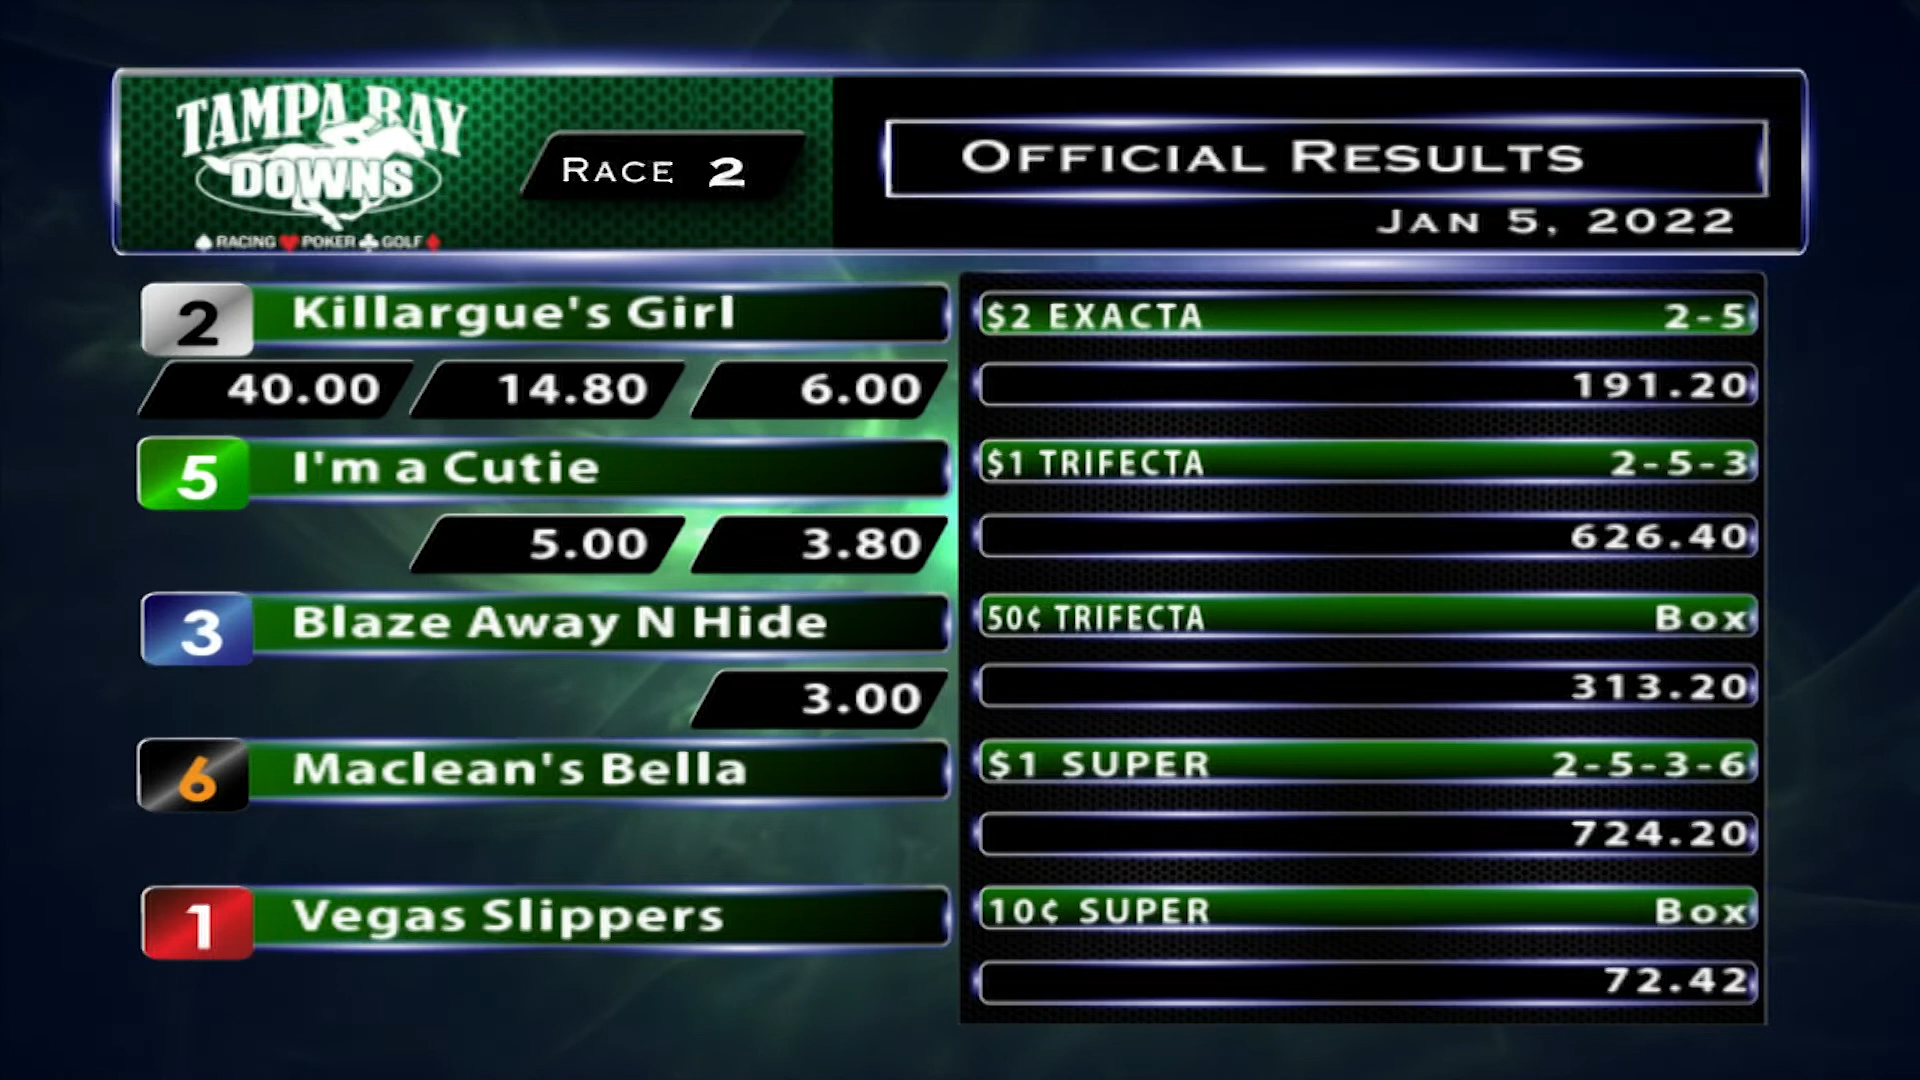 TAMPA BAY
DOWNS
RACING POKER GOLF
RACE 2
OFFICIAL RESULTS
JAN 5, 2022
2 Killargue's Girl
40.00 14.80 6.00
5 I'm a Cutie
5.00 3.80
3 Blaze Away N Hide
3.00
6 Maclean's Bella
1 Vegas Slippers
$2 EXACTA 2-5
191.20
$1 TRIFECTA 2-5-3
626.40
50¢ TRIFECTA Box
313.20
$1 SUPER 2-5-3-6
724.20
10¢ SUPER Box
72.42